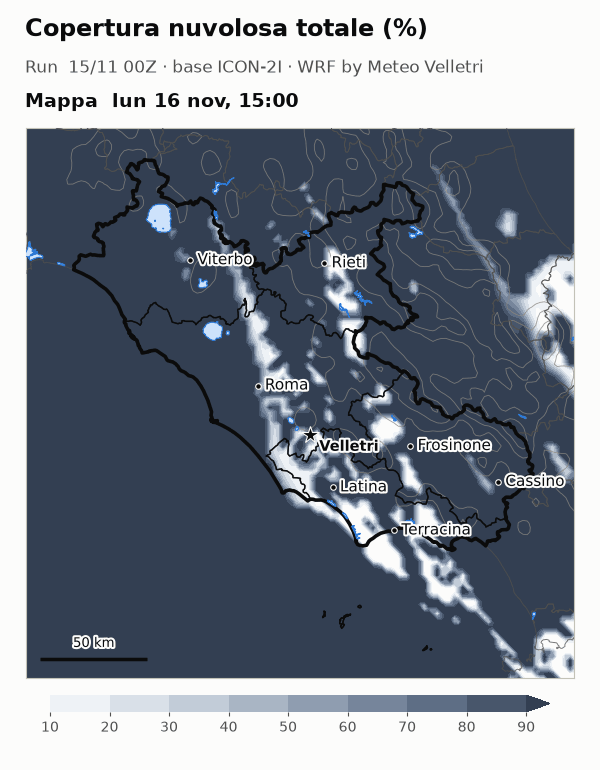 Copertura nuvolosa totale (%)
Run 15/11 00Z · base ICON-2I · WRF by Meteo Velletri
Mappa lun 16 nov, 15:00
Viterbo
Rieti
Roma
Velletri
Frosinone
Cassino
Latina
Terracina
50 km
10 20 30 40 50 60 70 80 90